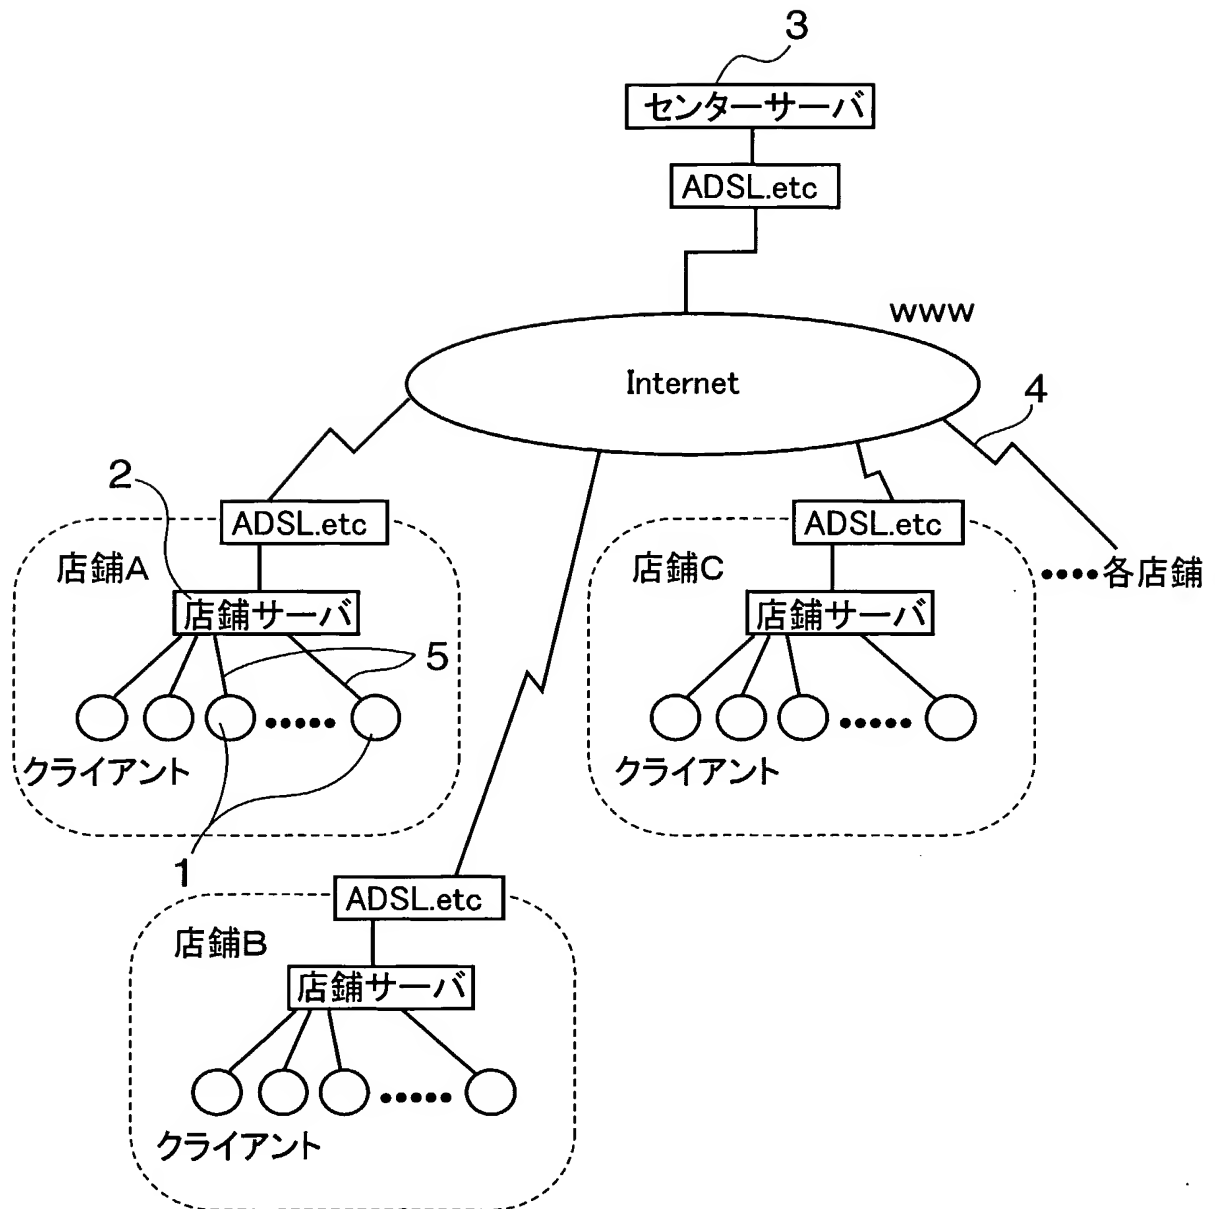 3
センターサーバ
ADSL.etc
www
Internet
4
2
ADSL.etc
ADSL.etc
店舗A
店舗C
••••各店舗
店舗サーバ
店舗サーバ
5
•••••
•••••
クライアント
クライアント
1
ADSL.etc
店舗B
店舗サーバ
•••••
クライアント